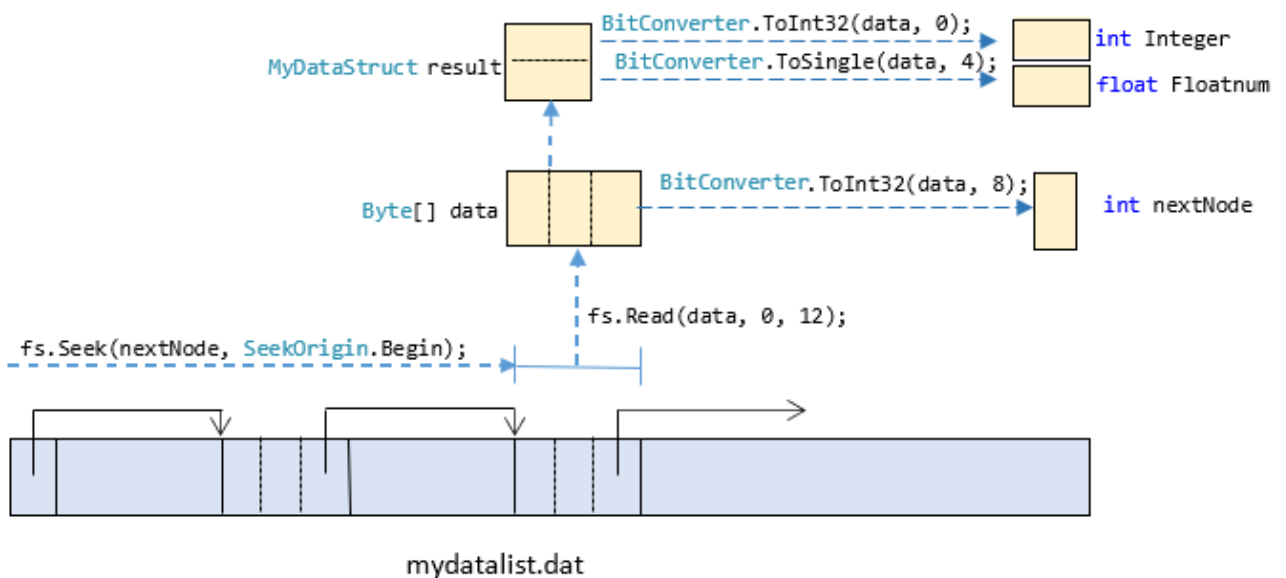 BitConverter.ToInt32(data, 0);
int Integer
MyDataStruct result
BitConverter.ToSingle(data, 4);
float Floatnum
BitConverter.ToInt32(data, 8);
Byte[] data
int nextNode
fs.Read(data, 0, 12);
fs.Seek(nextNode, SeekOrigin.Begin);
mydatalist.dat